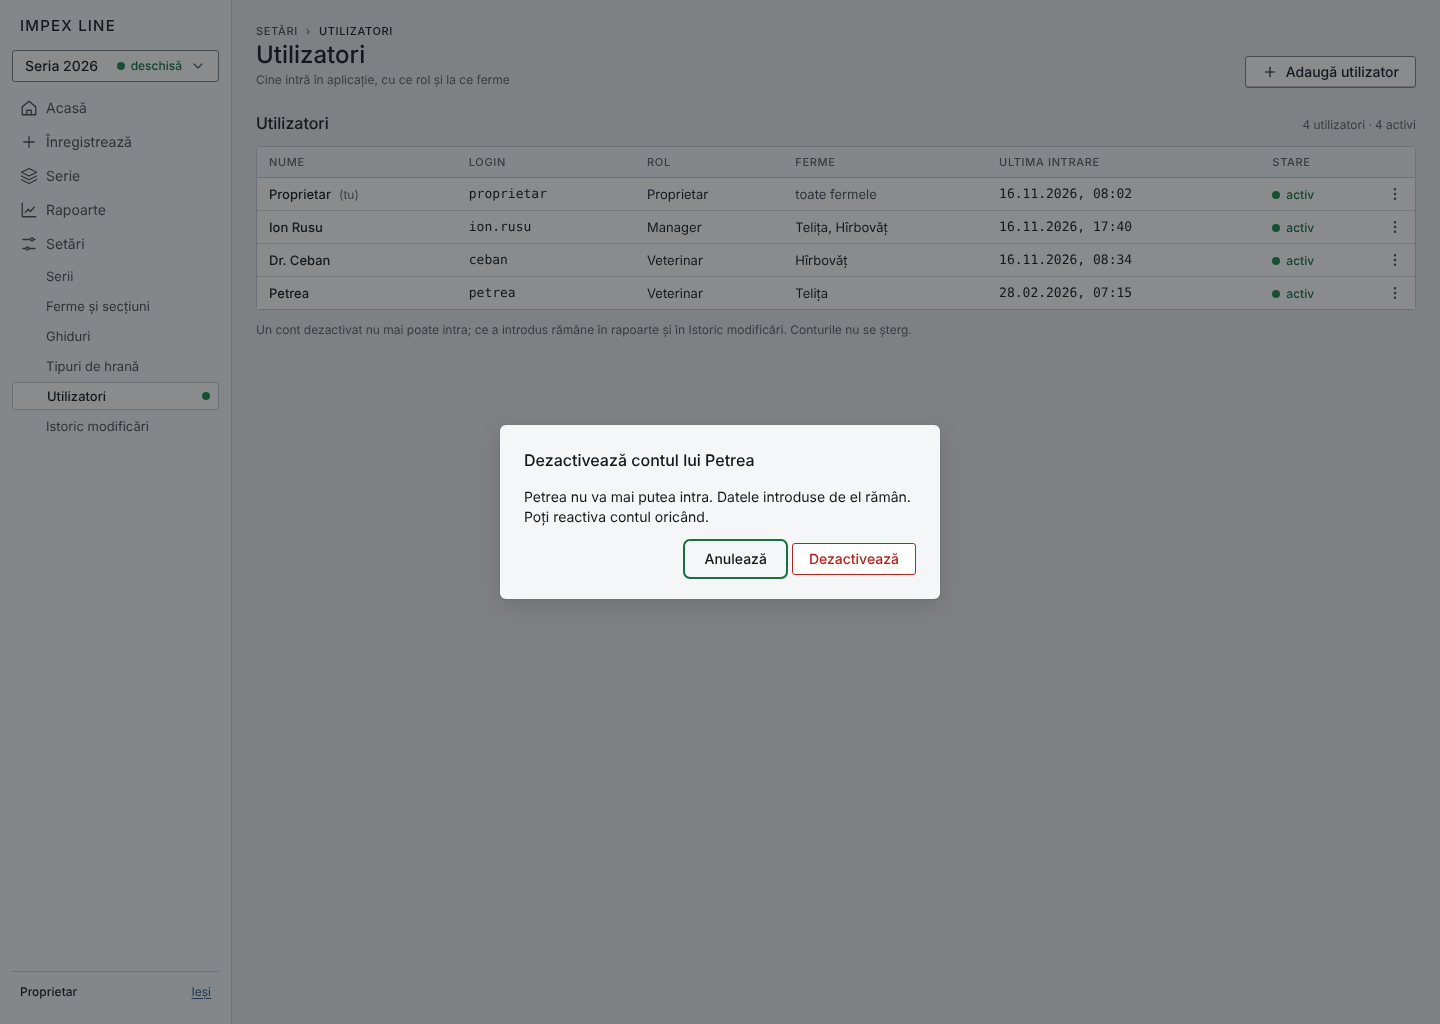 IMPEX LINE
Seria 2026 deschisă
Acasă
Înregistrează
Serie
Rapoarte
Setări
Serii
Ferme și secțiuni
Ghiduri
Tipuri de hrană
Utilizatori
Istoric modificări
Proprietar Ieși
SETĂRI › UTILIZATORI
Utilizatori
Cine intră în aplicație, cu ce rol și la ce ferme
Adaugă utilizator
Utilizatori 4 utilizatori · 4 activi
NUME LOGIN ROL FERME ULTIMA INTRARE STARE
Proprietar (tu) proprietar Proprietar toate fermele 16.11.2026, 08:02 activ
Ion Rusu ion.rusu Manager Telița, Hîrbovăț 16.11.2026, 17:40 activ
Dr. Ceban ceban Veterinar Hîrbovăț 16.11.2026, 08:34 activ
Petrea petrea Veterinar Telița 28.02.2026, 07:15 activ
Un cont dezactivat nu mai poate intra; ce a introdus rămâne în rapoarte și în Istoric modificări. Conturile nu se șterg.
Dezactivează contul lui Petrea
Petrea nu va mai putea intra. Datele introduse de el rămân.
Poți reactiva contul oricând.
Anulează Dezactivează